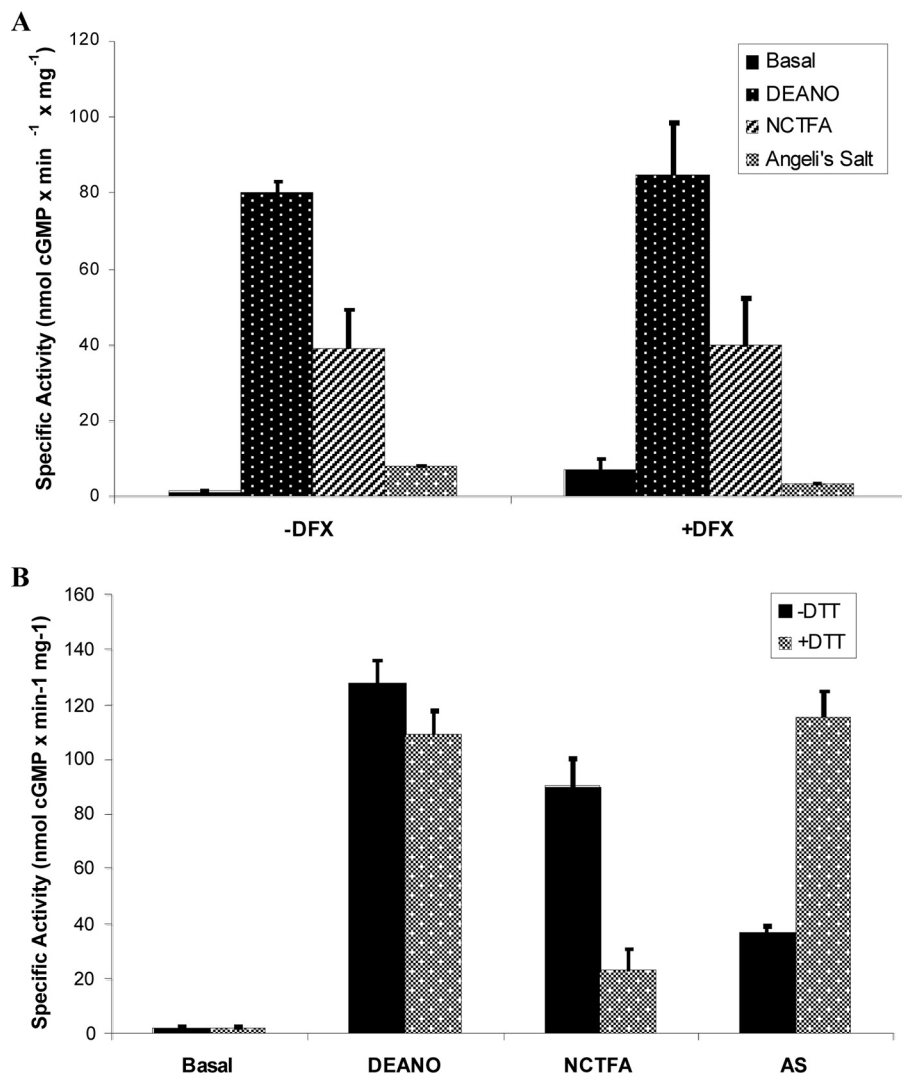 A
120
100
80
60
40
20
0
Specific Activity (nmol cGMP x min -1 x mg-1)
Basal
DEANO
NCTFA
Angeli's Salt
-DFX +DFX
B
160
140
120
100
80
60
40
20
0
Specific Activity (nmol cGMP x min-1 mg-1)
-DTT
+DTT
Basal DEANO NCTFA AS